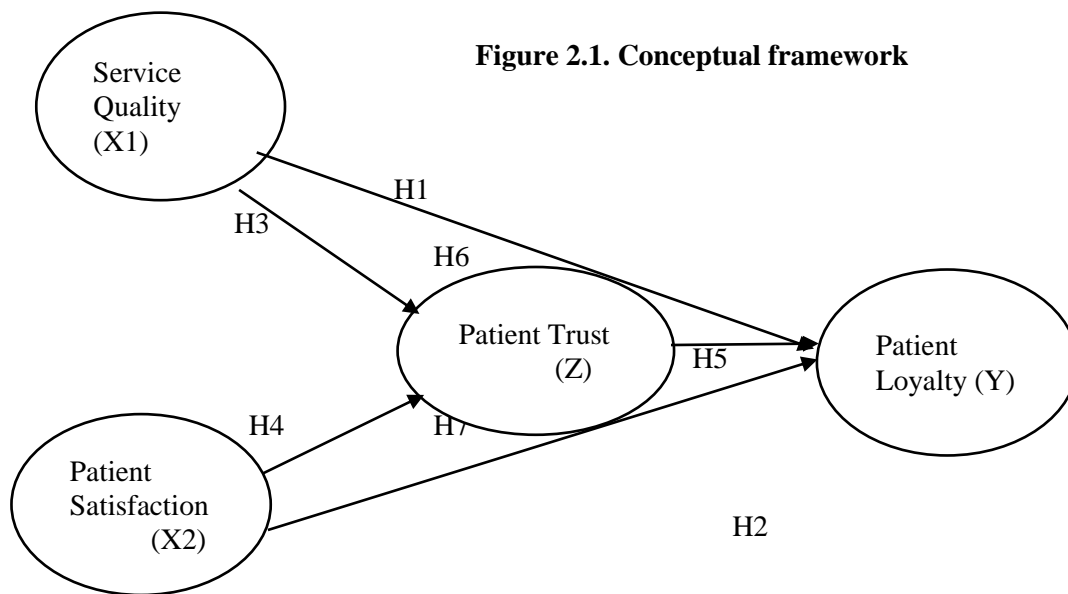 Figure 2.1. Conceptual framework
Service
Quality
(X1)
H1
H3
H6
Patient Trust
(Z)
H5
Patient
Loyalty (Y)
H4
H7
Patient
Satisfaction
(X2)
H2